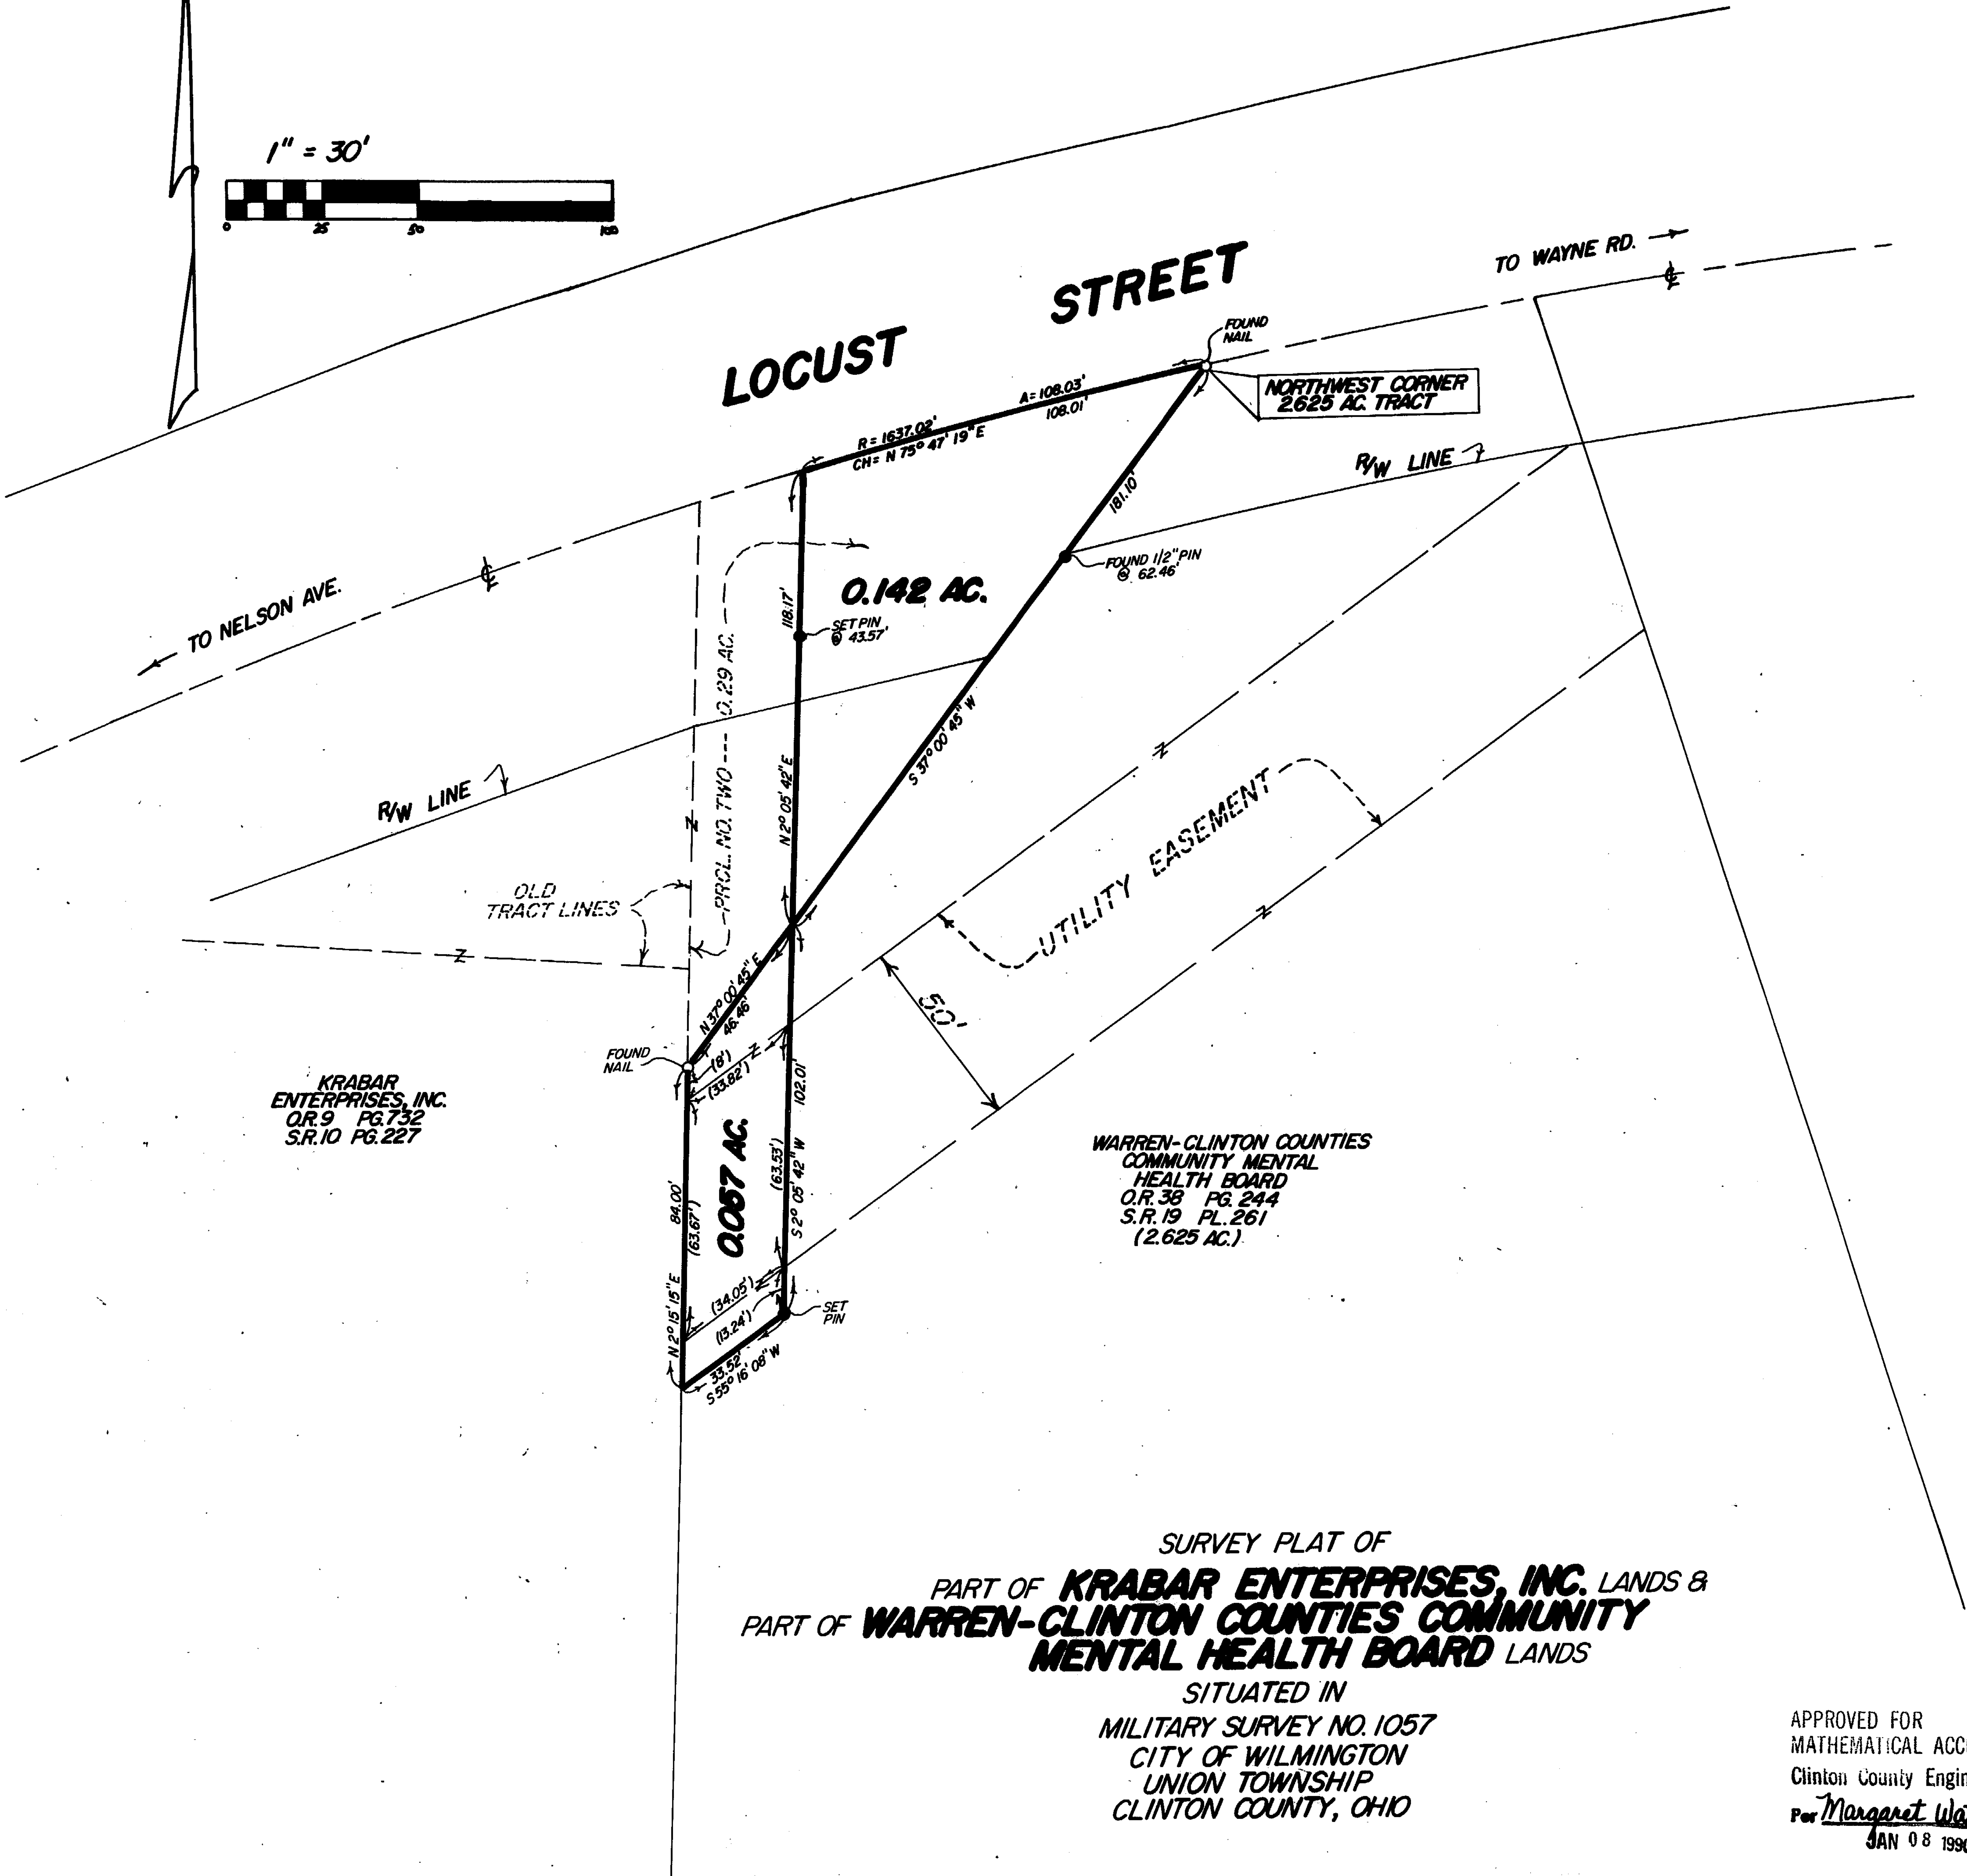 1" = 30'
0 25 50 100
LOCUST STREET
TO WAYNE RD.
℄
FOUND
NAIL
NORTHWEST CORNER
2.625 AC. TRACT
A = 108.03'
108.01'
R = 1637.02'
CH = N 75° 47' 19" E
R/W LINE
181.10'
FOUND 1/2" PIN
@ 62.46'
℄
TO NELSON AVE.
0.142 AC.
118.17'
SET PIN
@ 43.57'
PRCL. NO. TWO --- 0.29 AC.
S 37° 00' 45" W
N 2° 05' 42" E
R/W LINE
UTILITY EASEMENT
OLD
TRACT LINES
50'
N 37° 00' 45" E
46.46'
FOUND
NAIL
(8')
(33.82')
102.01'
KRABAR
ENTERPRISES, INC.
O.R. 9 PG. 732
S.R. 10 PG. 227
0.057 AC.
(63.53')
S 2° 05' 42" W
84.00'
(63.67')
N 2° 15' 15" E
WARREN-CLINTON COUNTIES
COMMUNITY MENTAL
HEALTH BOARD
O.R. 38 PG. 244
S.R. 19 PL. 261
(2.625 AC.)
(34.05')
(13.24')
SET
PIN
33.52'
S 55° 16' 08" W
SURVEY PLAT OF
PART OF KRABAR ENTERPRISES, INC. LANDS &
PART OF WARREN-CLINTON COUNTIES COMMUNITY
MENTAL HEALTH BOARD LANDS
SITUATED IN
MILITARY SURVEY NO. 1057
CITY OF WILMINGTON
UNION TOWNSHIP
CLINTON COUNTY, OHIO
APPROVED FOR
MATHEMATICAL ACC
Clinton County Engin
Per Margaret Wa
JAN 08 1990